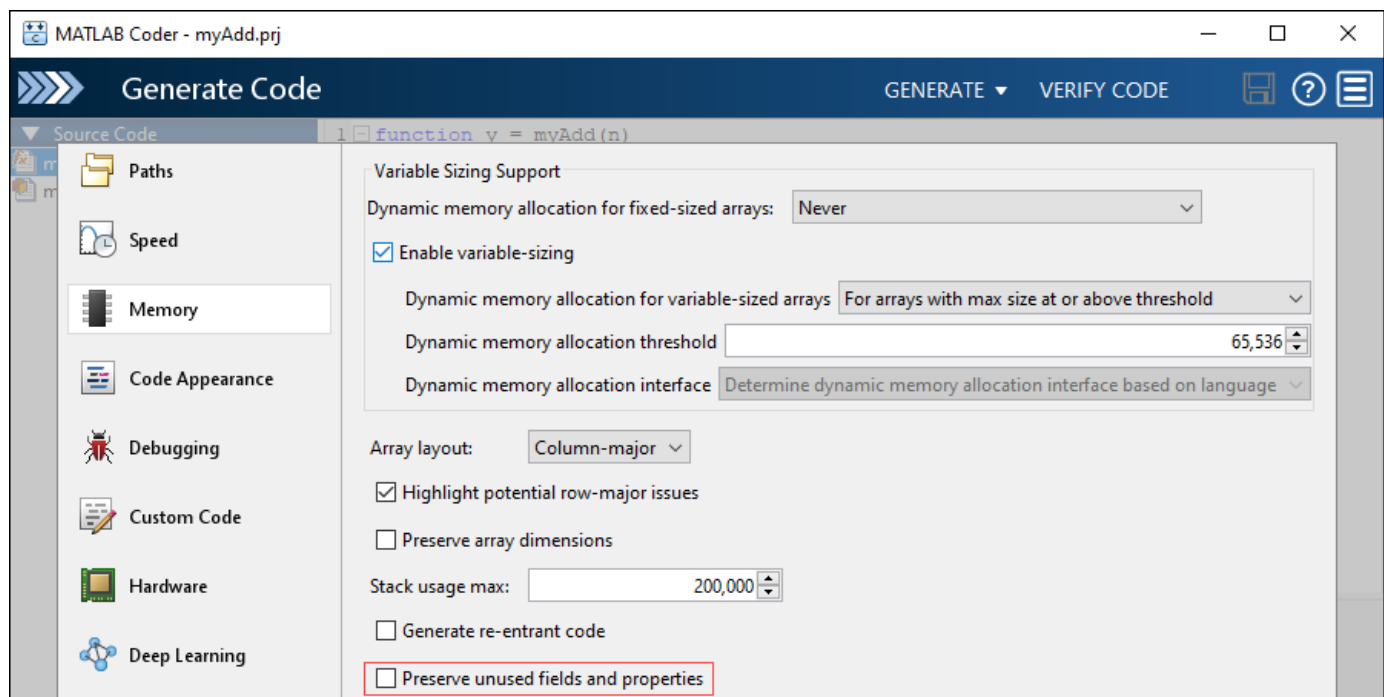 MATLAB Coder - myAdd.prj
Generate Code GENERATE VERIFY CODE
Source Code 1 function y = myAdd(n)
m
m
Paths
Speed
Memory
Code Appearance
Debugging
Custom Code
Hardware
Deep Learning
Variable Sizing Support
Dynamic memory allocation for fixed-sized arrays: Never
Enable variable-sizing
Dynamic memory allocation for variable-sized arrays For arrays with max size at or above threshold
Dynamic memory allocation threshold 65,536
Dynamic memory allocation interface Determine dynamic memory allocation interface based on language
Array layout: Column-major
Highlight potential row-major issues
Preserve array dimensions
Stack usage max: 200,000
Generate re-entrant code
Preserve unused fields and properties